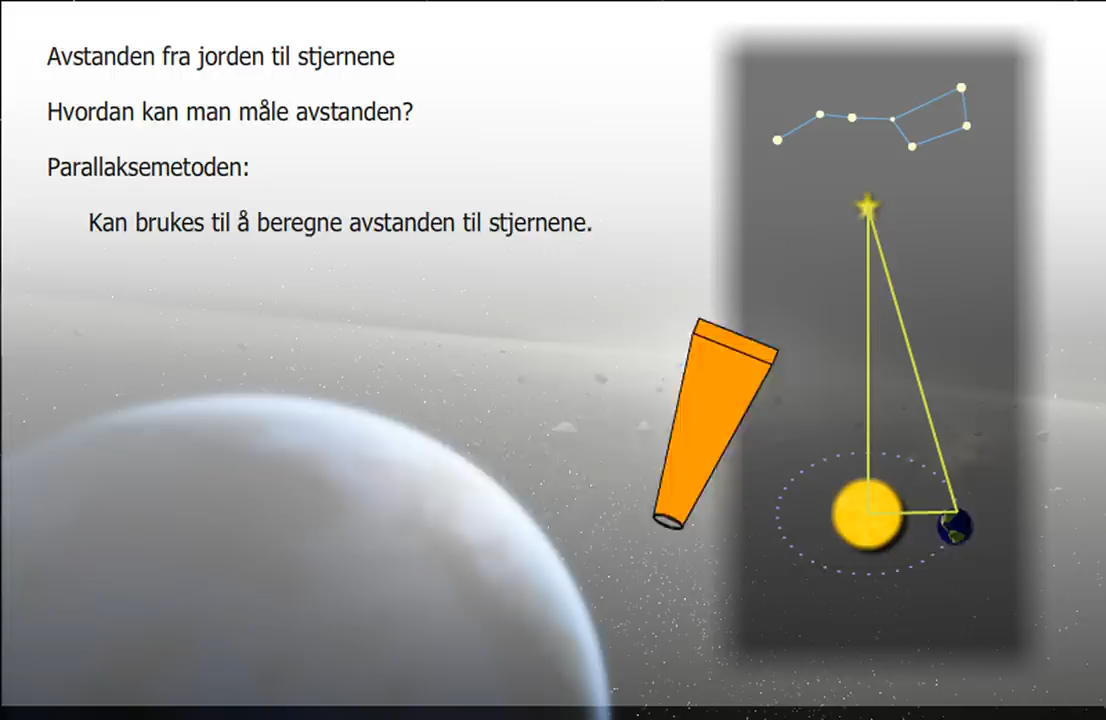 Avstanden fra jorden til stjernene
Hvordan kan man måle avstanden?
Parallaksemetoden:
Kan brukes til å beregne avstanden til stjernene.